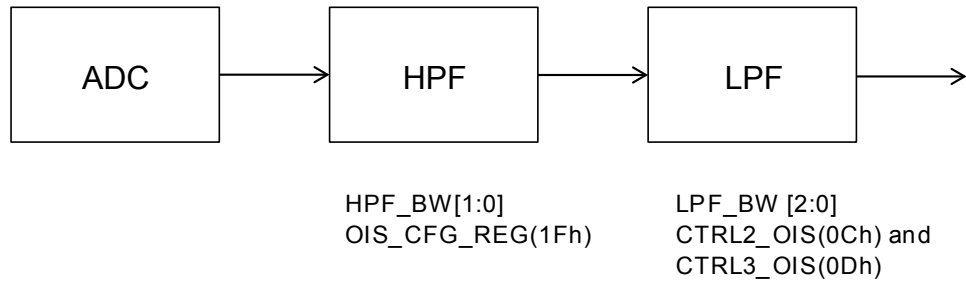 ADC
HPF
LPF
HPF_BW[1:0]
OIS_CFG_REG(1Fh)
LPF_BW [2:0]
CTRL2_OIS(0Ch) and
CTRL3_OIS(0Dh)